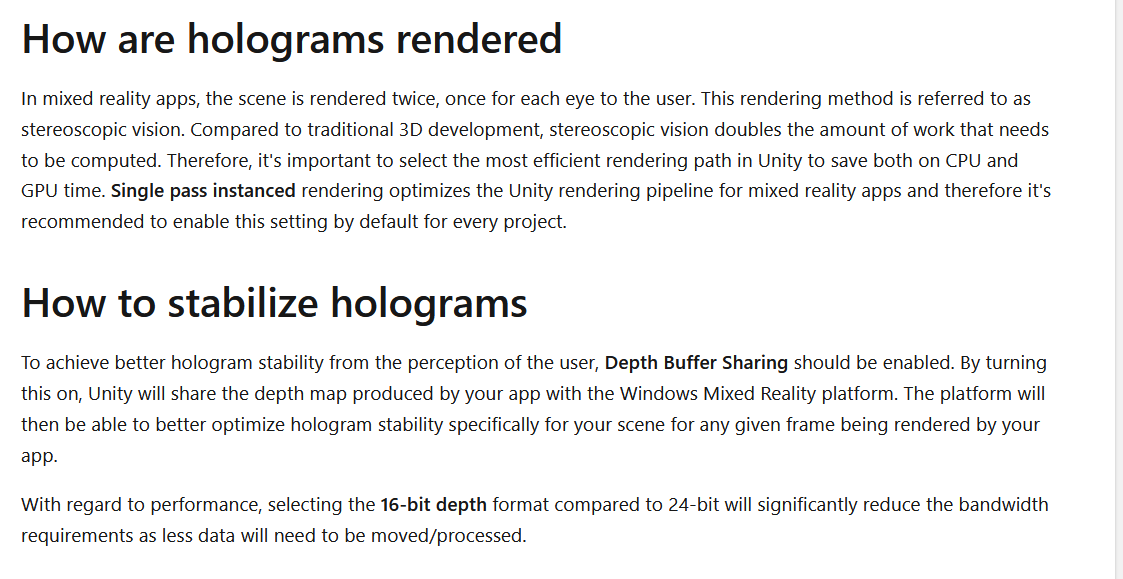 How are holograms rendered
In mixed reality apps, the scene is rendered twice, once for each eye to the user. This rendering method is referred to as
stereoscopic vision. Compared to traditional 3D development, stereoscopic vision doubles the amount of work that needs
to be computed. Therefore, it's important to select the most efficient rendering path in Unity to save both on CPU and
GPU time. Single pass instanced rendering optimizes the Unity rendering pipeline for mixed reality apps and therefore it's
recommended to enable this setting by default for every project.
How to stabilize holograms
To achieve better hologram stability from the perception of the user, Depth Buffer Sharing should be enabled. By turning
this on, Unity will share the depth map produced by your app with the Windows Mixed Reality platform. The platform will
then be able to better optimize hologram stability specifically for your scene for any given frame being rendered by your
app.
With regard to performance, selecting the 16-bit depth format compared to 24-bit will significantly reduce the bandwidth
requirements as less data will need to be moved/processed.